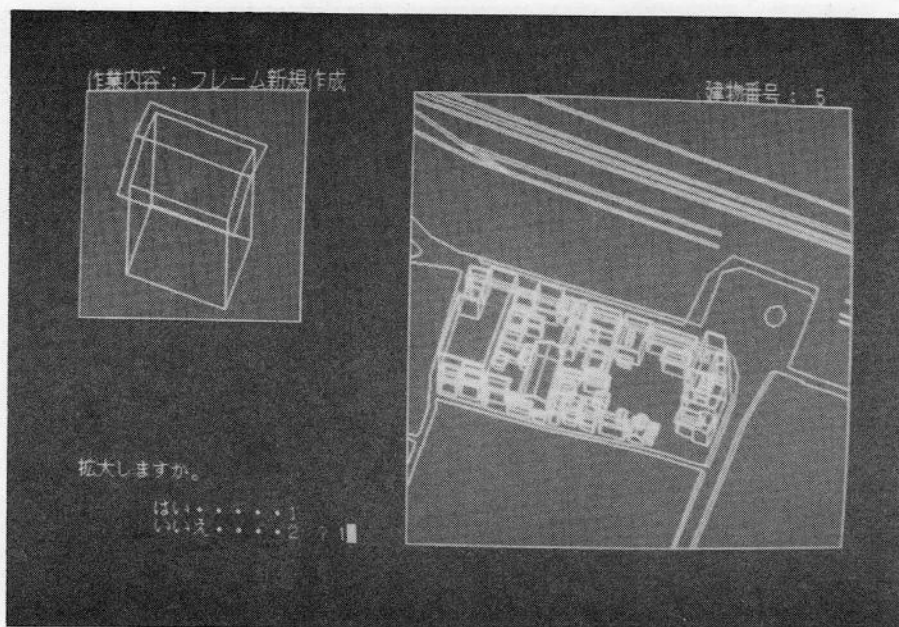 作業内容 : フレーム新規作成
建物番号 : 5
拡大しますか。
はい・・・・・1
いいえ・・・・2 ? 1